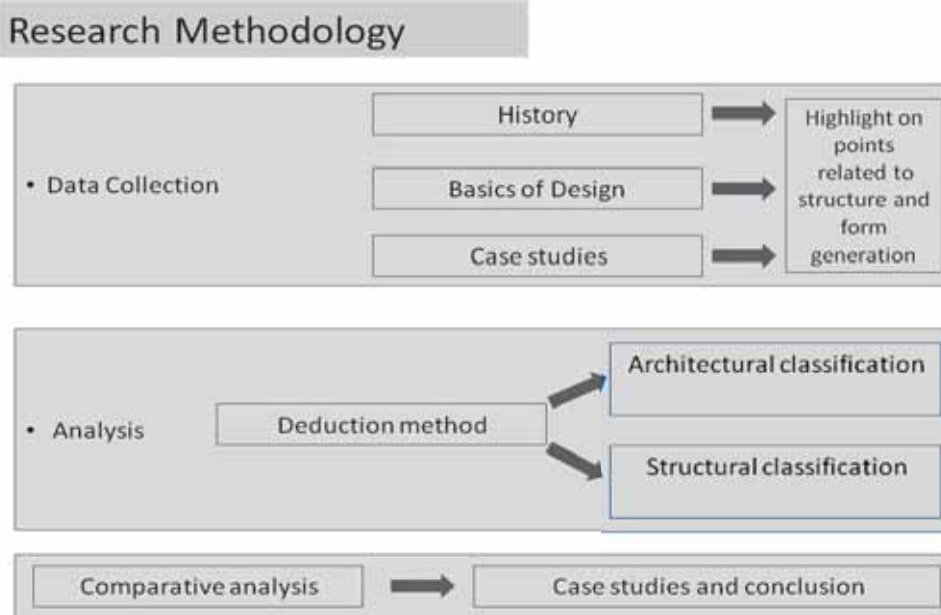 Research Methodology
• Data Collection
History
Basics of Design
Case studies
Highlight on
points
related to
structure and
form
generation
• Analysis
Deduction method
Architectural classification
Structural classification
Comparative analysis
Case studies and conclusion